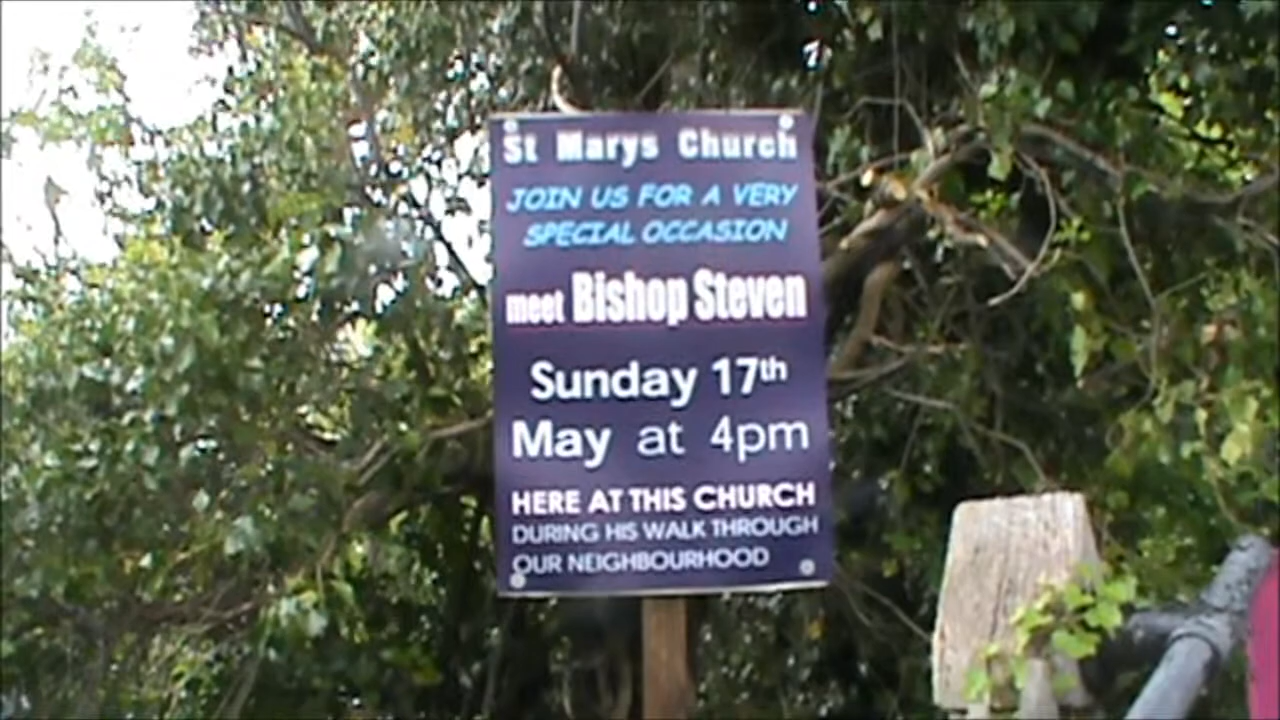 St Marys Church
JOIN US FOR A VERY
SPECIAL OCCASION
meet Bishop Steven
Sunday 17th
May at 4pm
HERE AT THIS CHURCH
DURING HIS WALK THROUGH
OUR NEIGHBOURHOOD